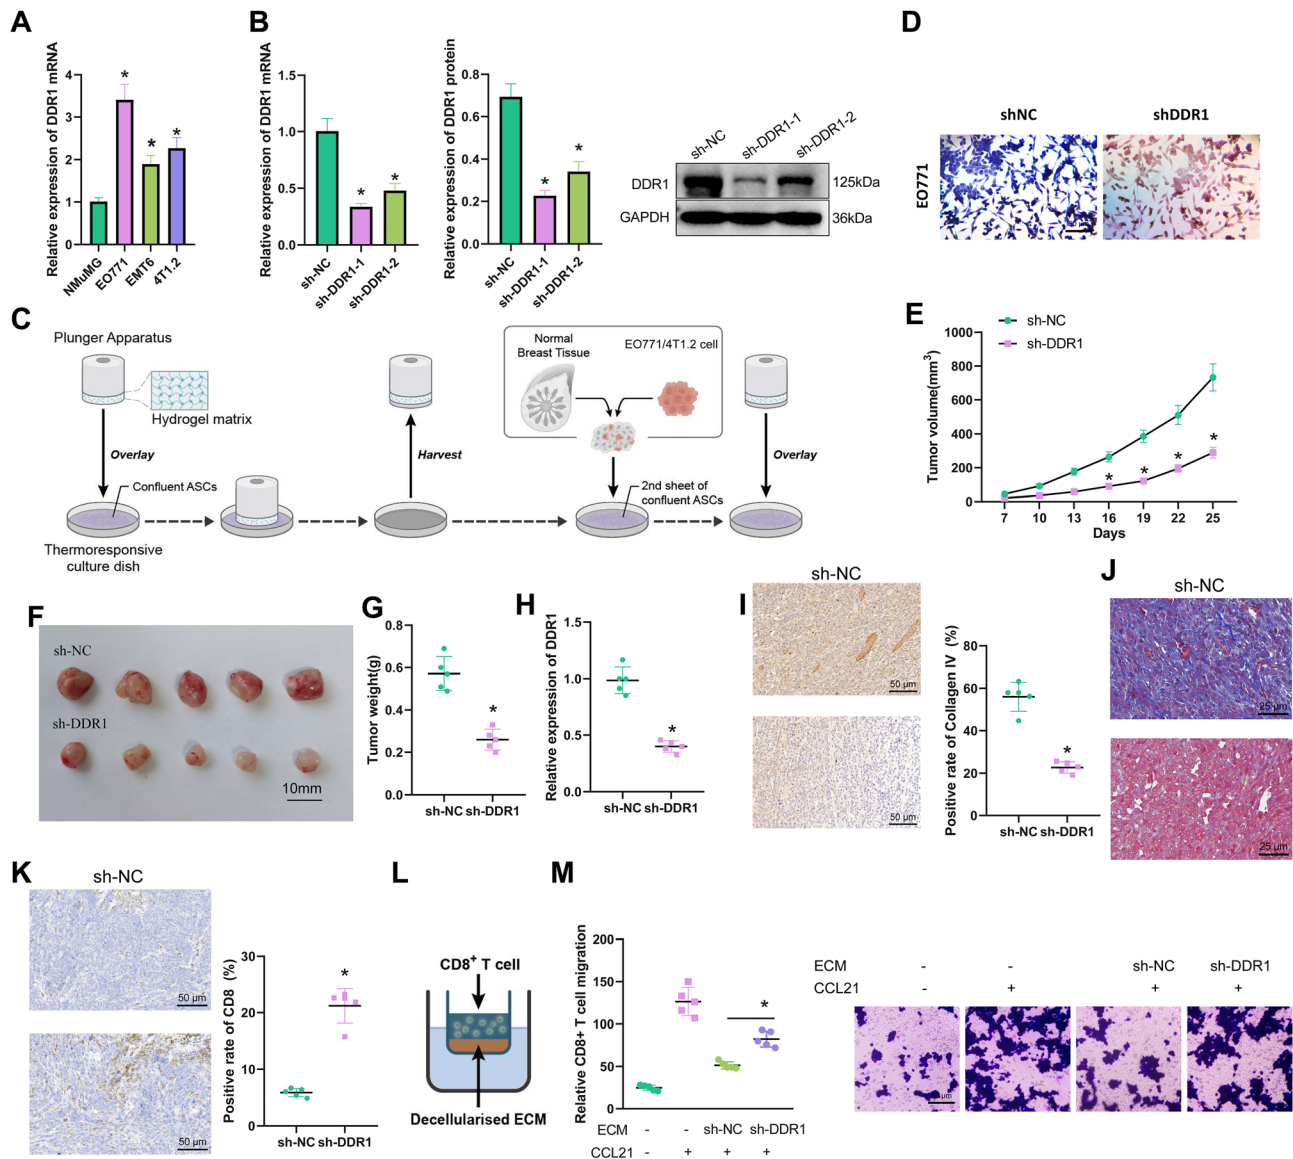 A
Relative expression of DDR1 mRNA
4
3
2
1
0
*
*
*
NMuMG
EO771
EMT6
4T1.2
B
Relative expression of DDR1 mRNA
1.5
1.0
0.5
0.0
*
*
sh-NC
sh-DDR1-1
sh-DDR1-2
Relative expression of DDR1 protein
0.8
0.6
0.4
0.2
0.0
*
*
sh-NC
sh-DDR1-1
sh-DDR1-2
sh-NC
sh-DDR1-1
sh-DDR1-2
DDR1
125kDa
GAPDH
36kDa
D
shNC
shDDR1
EO771
C
Plunger Apparatus
Hydrogel matrix
Overlay
Confluent ASCs
Thermoresponsive
culture dish
Harvest
Normal
Breast Tissue
EO771/4T1.2 cell
2nd sheet of
confluent ASCs
Overlay
E
sh-NC
sh-DDR1
Tumor volume(mm³)
1000
800
600
400
200
0
*
*
*
*
7
10
13
16
19
22
25
Days
F
sh-NC
sh-DDR1
10mm
G
Tumor weight(g)
0.8
0.6
0.4
0.2
0.0
*
sh-NC sh-DDR1
H
Relative expression of DDR1
1.5
1.0
0.5
0.0
*
sh-NC sh-DDR1
I
sh-NC
50 μm
50 μm
Positive rate of Collagen IV (%)
80
60
40
20
0
*
sh-NC sh-DDR1
J
sh-NC
25 μm
25 μm
K
sh-NC
50 μm
50 μm
Positive rate of CD8 (%)
30
20
10
0
*
sh-NC sh-DDR1
L
CD8⁺ T cell
Decellularised ECM
M
Relative CD8+ T cell migration
200
150
100
50
0
*
ECM - - sh-NC sh-DDR1
CCL21 - + + +
ECM - - sh-NC sh-DDR1
CCL21 - + + +